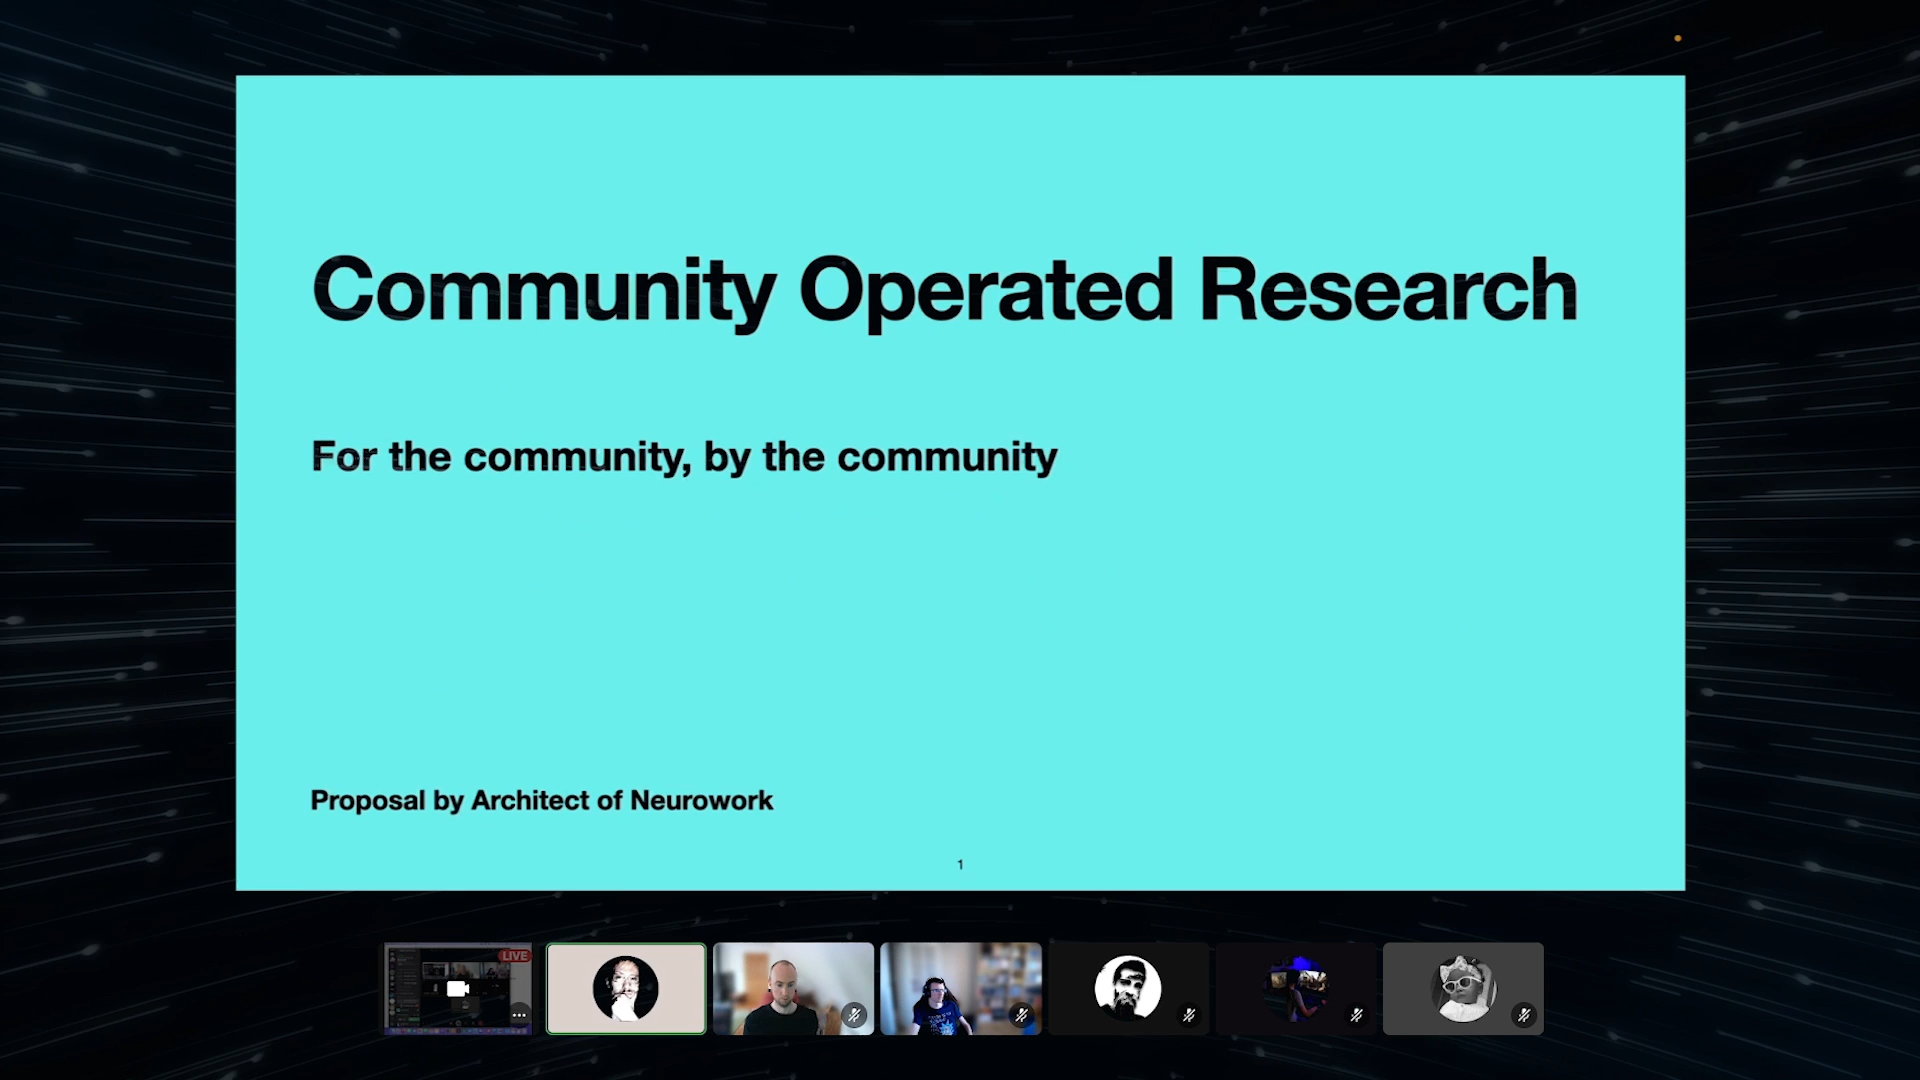 Community Operated Research
For the community, by the community
Proposal by Architect of Neurowork
1
LIVE